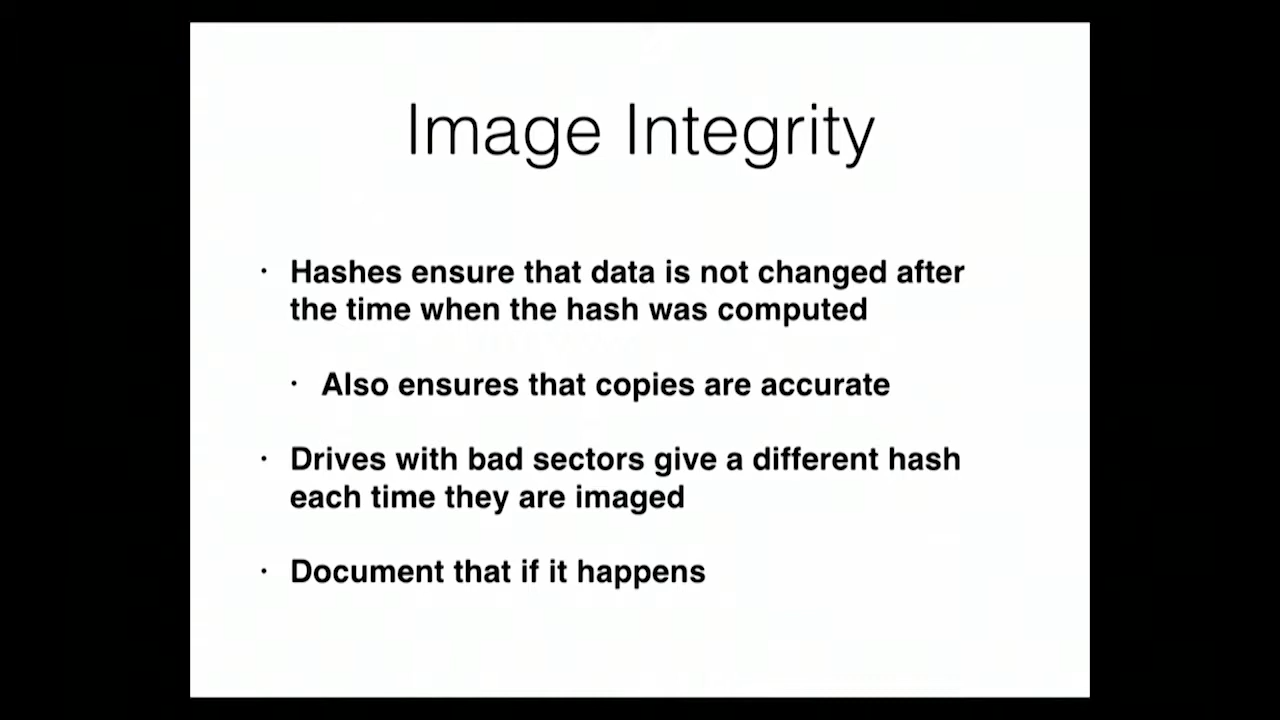 Image Integrity
• Hashes ensure that data is not changed after
the time when the hash was computed
• Also ensures that copies are accurate
• Drives with bad sectors give a different hash
each time they are imaged
• Document that if it happens